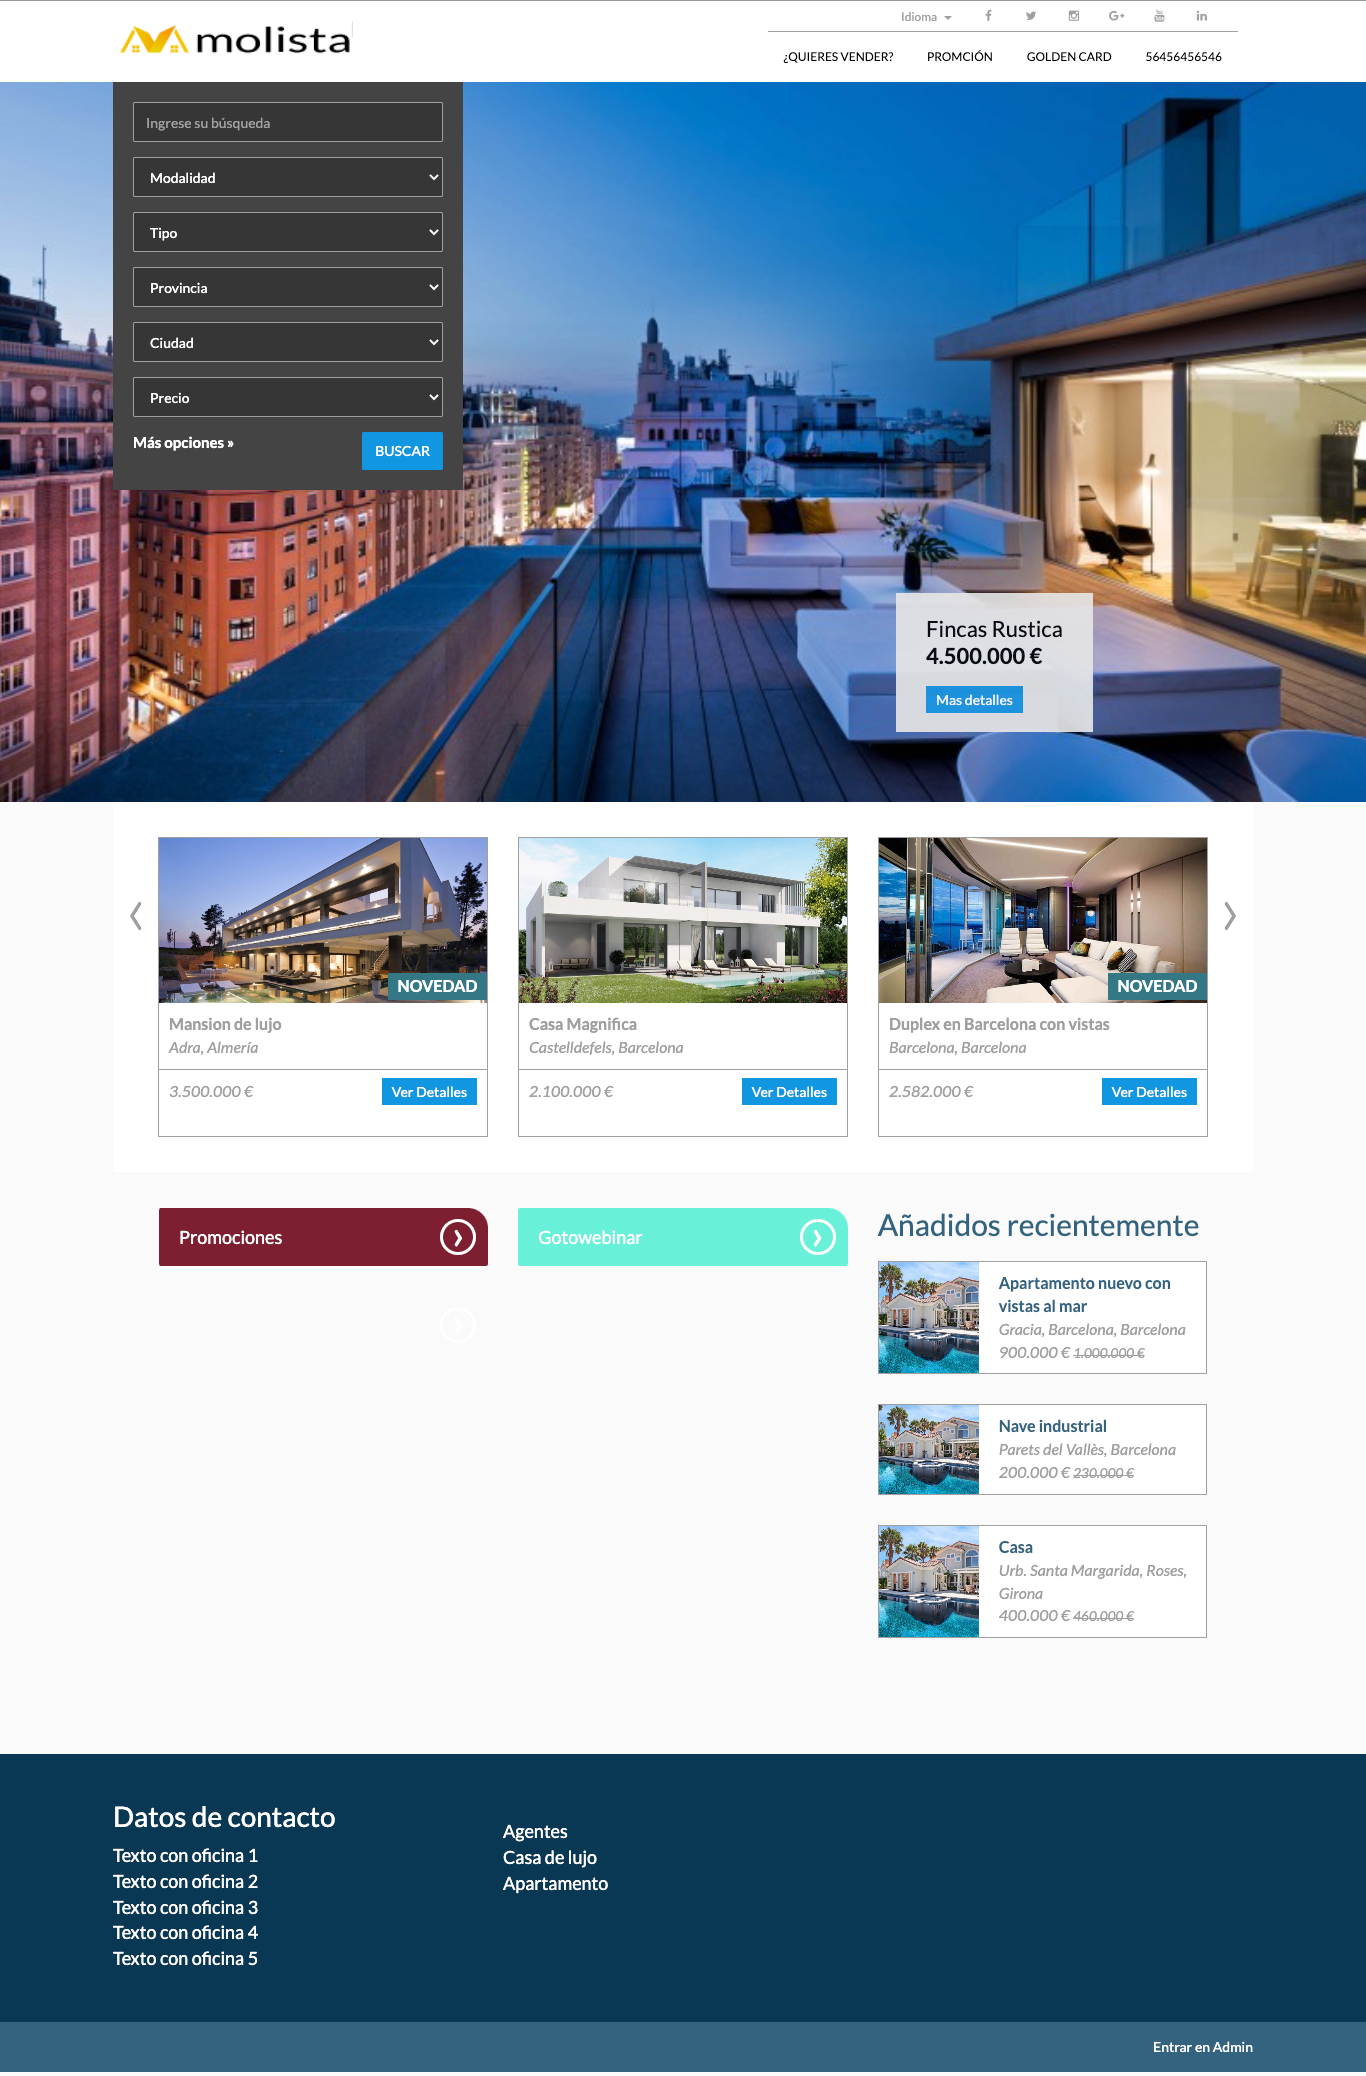 molista
Idioma
¿QUIERES VENDER? PROMCIÓN GOLDEN CARD 56456456546
Ingrese su búsqueda
Modalidad
Tipo
Provincia
Ciudad
Precio
Más opciones »
BUSCAR
Fincas Rustica
4.500.000 €
Mas detalles
NOVEDAD
Mansion de lujo
Adra, Almería
3.500.000 €
Ver Detalles
Casa Magnifica
Castelldefels, Barcelona
2.100.000 €
Ver Detalles
NOVEDAD
Duplex en Barcelona con vistas
Barcelona, Barcelona
2.582.000 €
Ver Detalles
Promociones
Gotowebinar
Añadidos recientemente
Apartamento nuevo con
vistas al mar
Gracia, Barcelona, Barcelona
900.000 € 1.000.000 €
Nave industrial
Parets del Vallès, Barcelona
200.000 € 230.000 €
Casa
Urb. Santa Margarida, Roses,
Girona
400.000 € 460.000 €
Datos de contacto
Texto con oficina 1
Texto con oficina 2
Texto con oficina 3
Texto con oficina 4
Texto con oficina 5
Agentes
Casa de lujo
Apartamento
Entrar en Admin